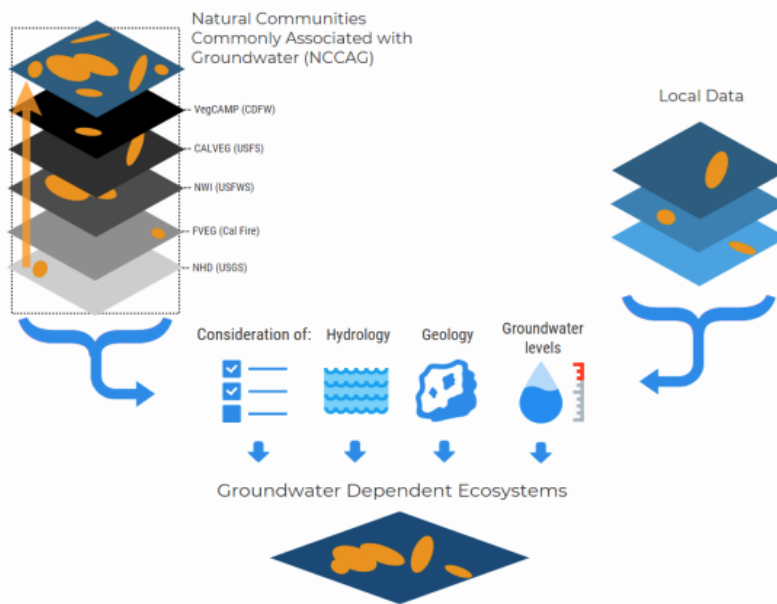 Natural Communities
Commonly Associated with
Groundwater (NCCAG)
VegCAMP (CDFW)
CALVEG (USFS)
NWI (USFWS)
FVEG (Cal Fire)
NHD (USGS)
Local Data
Consideration of:
Hydrology
Geology
Groundwater
levels
Groundwater Dependent Ecosystems